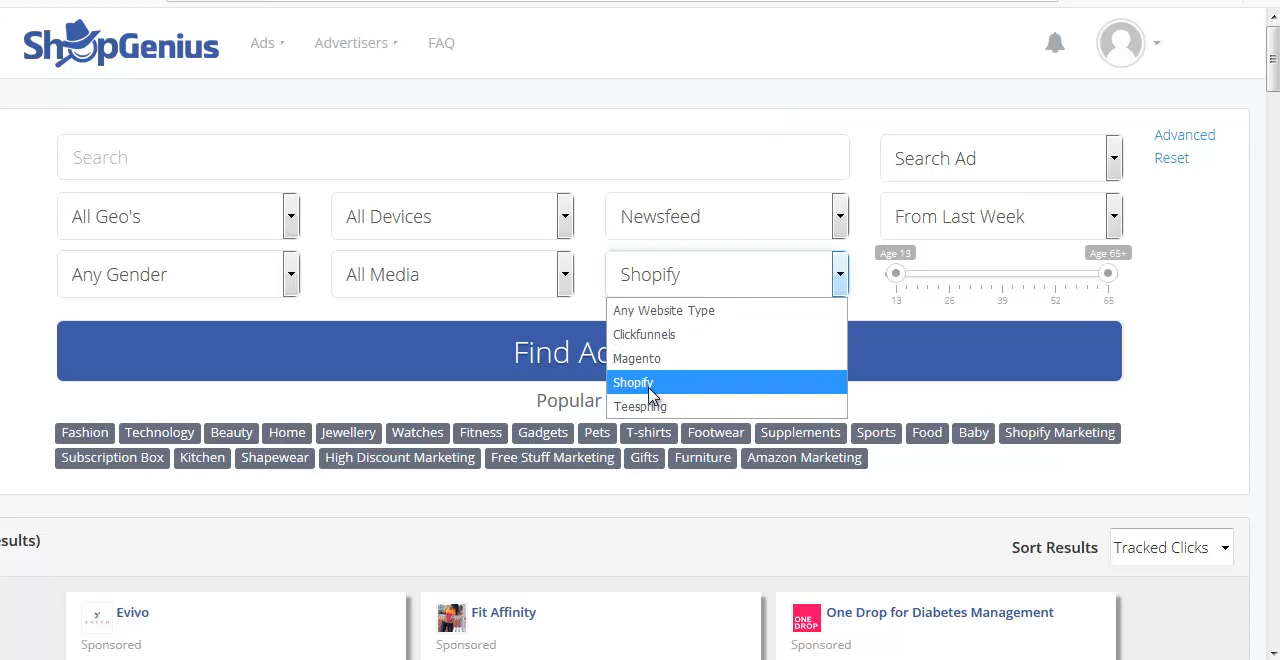 ShopGenius
Ads
Advertisers
FAQ
Search
Search Ad
Advanced
Reset
All Geo's
All Devices
Newsfeed
From Last Week
Any Gender
All Media
Shopify
Age 13
Age 65+
13 26 39 52 65
Any Website Type
Clickfunnels
Magento
Shopify
Teespring
Find
Popular
Fashion Technology Beauty Home Jewellery Watches Fitness Gadgets Pets T-shirts Footwear Supplements Sports Food Baby Shopify Marketing
Subscription Box Kitchen Shapewear High Discount Marketing Free Stuff Marketing Gifts Furniture Amazon Marketing
esults)
Sort Results
Tracked Clicks
Evivo
Sponsored
Fit Affinity
Sponsored
ONE
DROP
One Drop for Diabetes Management
Sponsored